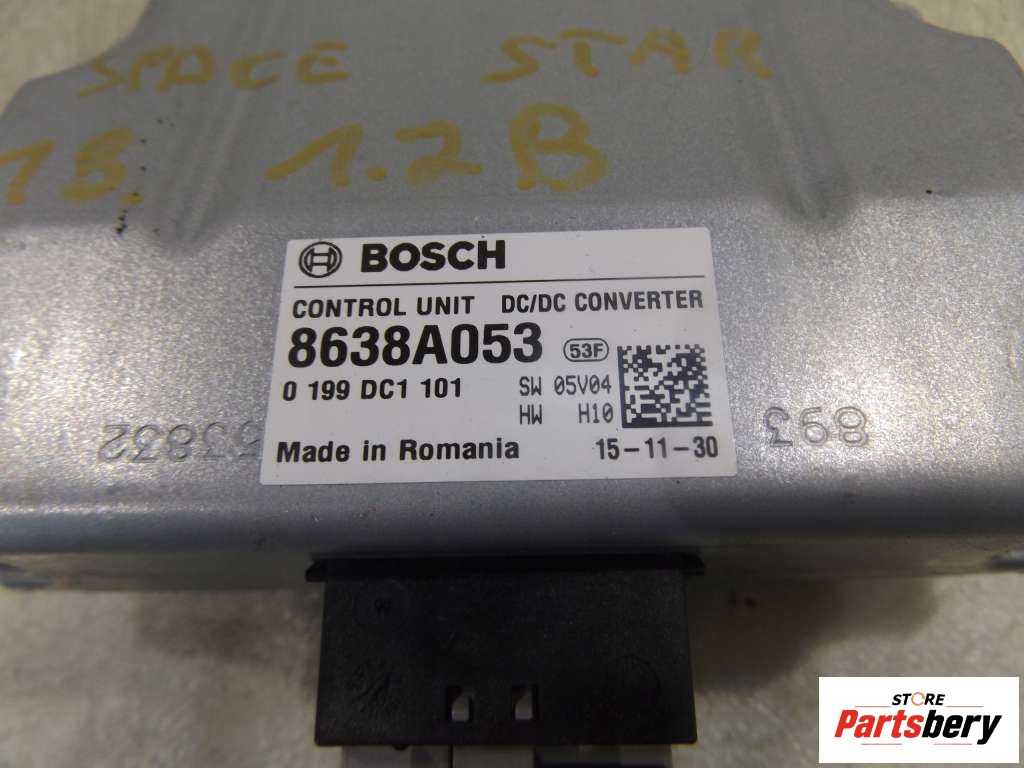 SPACE STAR
15. 1.2B
BOSCH
CONTROL UNIT DC/DC CONVERTER
8638A053 53F
0 199 DC1 101 SW 05V04
HW H10
Made in Romania 15-11-30
893
STORE
Partsbery